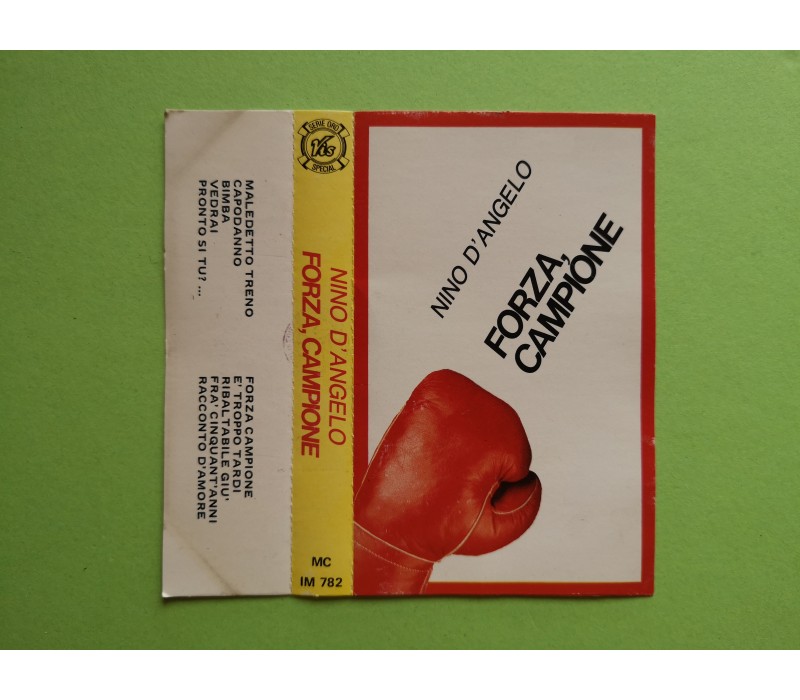 MALEDETTO TRENO
CAPODANNO
BIMBA
VEDRAI
PRONTO SI TU? ...
FORZA CAMPIONE
E' TROPPO TARDI
RIBALTABILE GIU'
FRA' CINQUANT'ANNI
RACCONTO D'AMORE
SERIE ORO
Vis
SPECIAL
NINO D'ANGELO
FORZA, CAMPIONE
MC
IM 782
NINO D'ANGELO
FORZA,
CAMPIONE